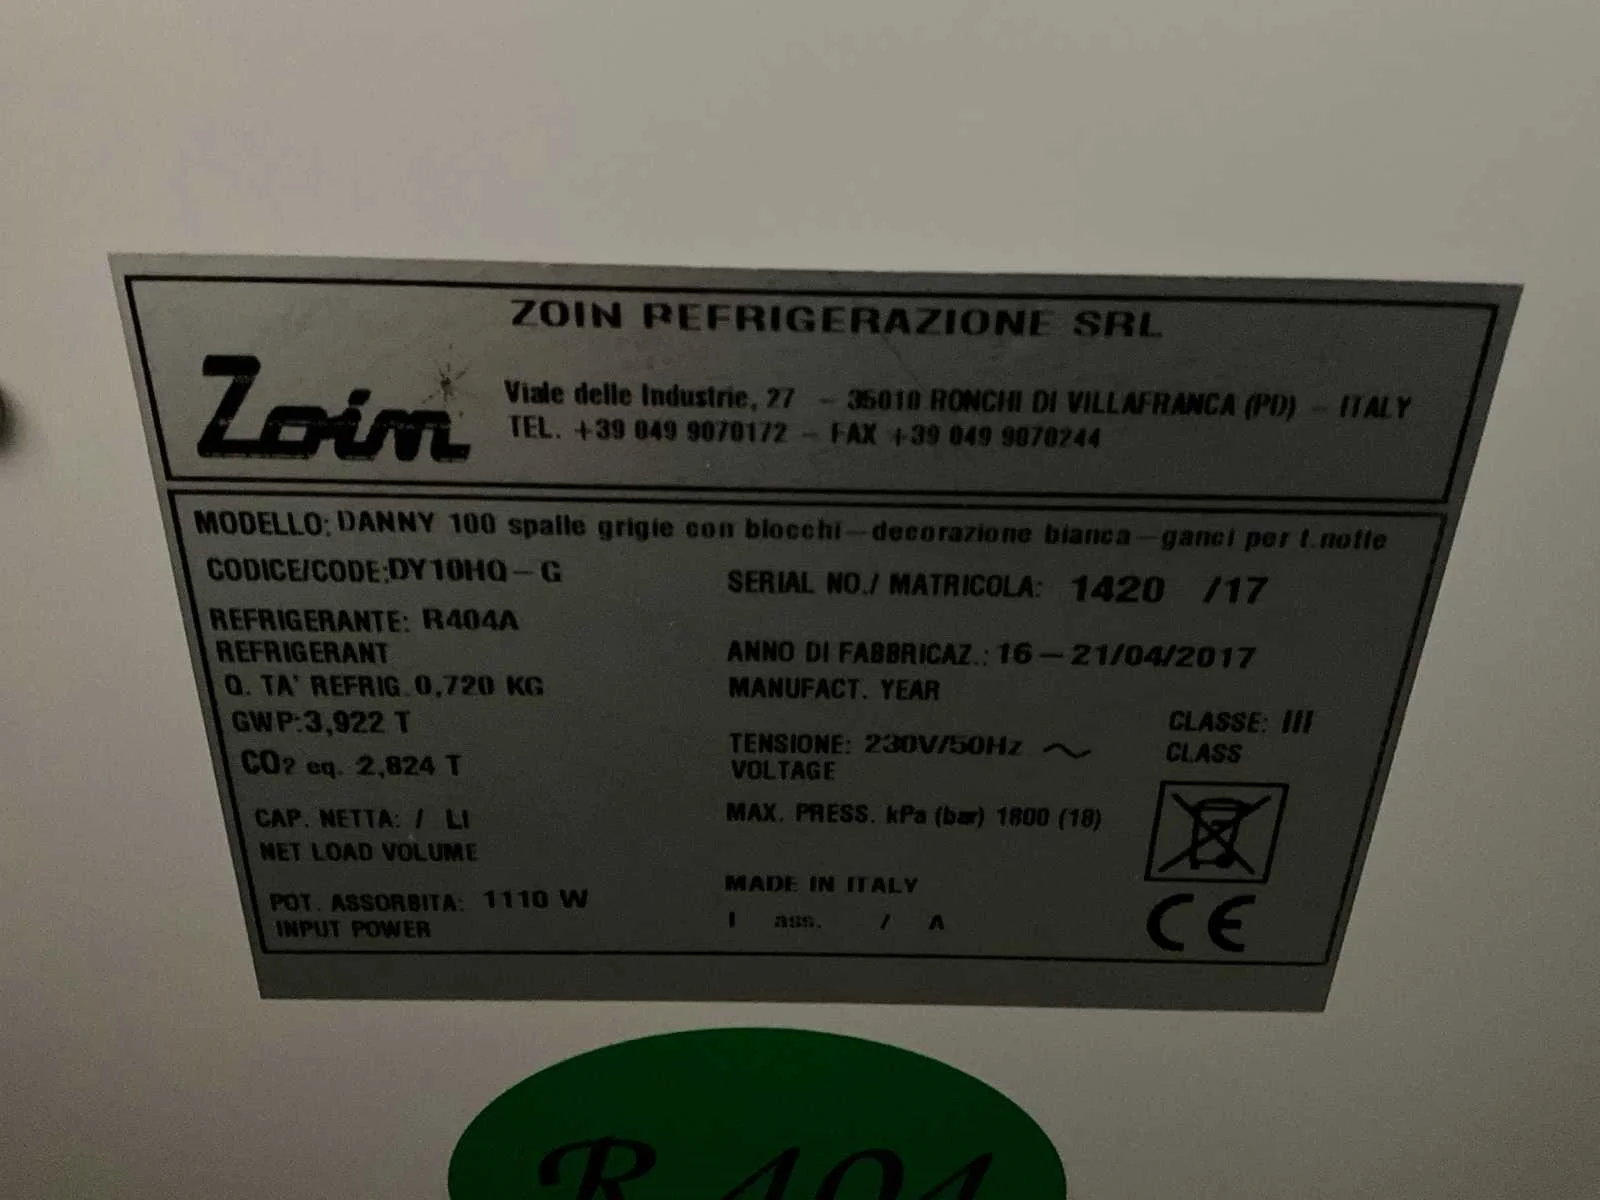 ZOIN REFRIGERAZIONE SRL
Zoin
Viale delle Industrie, 27 – 35010 RONCHI DI VILLAFRANCA (PD) – ITALY
TEL. +39 049 9070172 – FAX +39 049 9070244
MODELLO: DANNY 100 spalle grigie con blocchi–decorazione bianca–ganci per t.notte
CODICE/CODE:DY10HQ–G
SERIAL NO./ MATRICOLA: 1420 /17
REFRIGERANTE: R404A
REFRIGERANT
ANNO DI FABBRICAZ.: 16–21/04/2017
MANUFACT. YEAR
Q. TA' REFRIG. 0,720 KG
GWP:3,922 T
CLASSE: III
CLASS
TENSIONE: 230V/50Hz ~
VOLTAGE
CO2 eq. 2,824 T
CAP. NETTA: / LI
NET LOAD VOLUME
MAX. PRESS. kPa (bar) 1800 (18)
POT. ASSORBITA: 1110 W
INPUT POWER
MADE IN ITALY
I ass. / A
CE
R 404